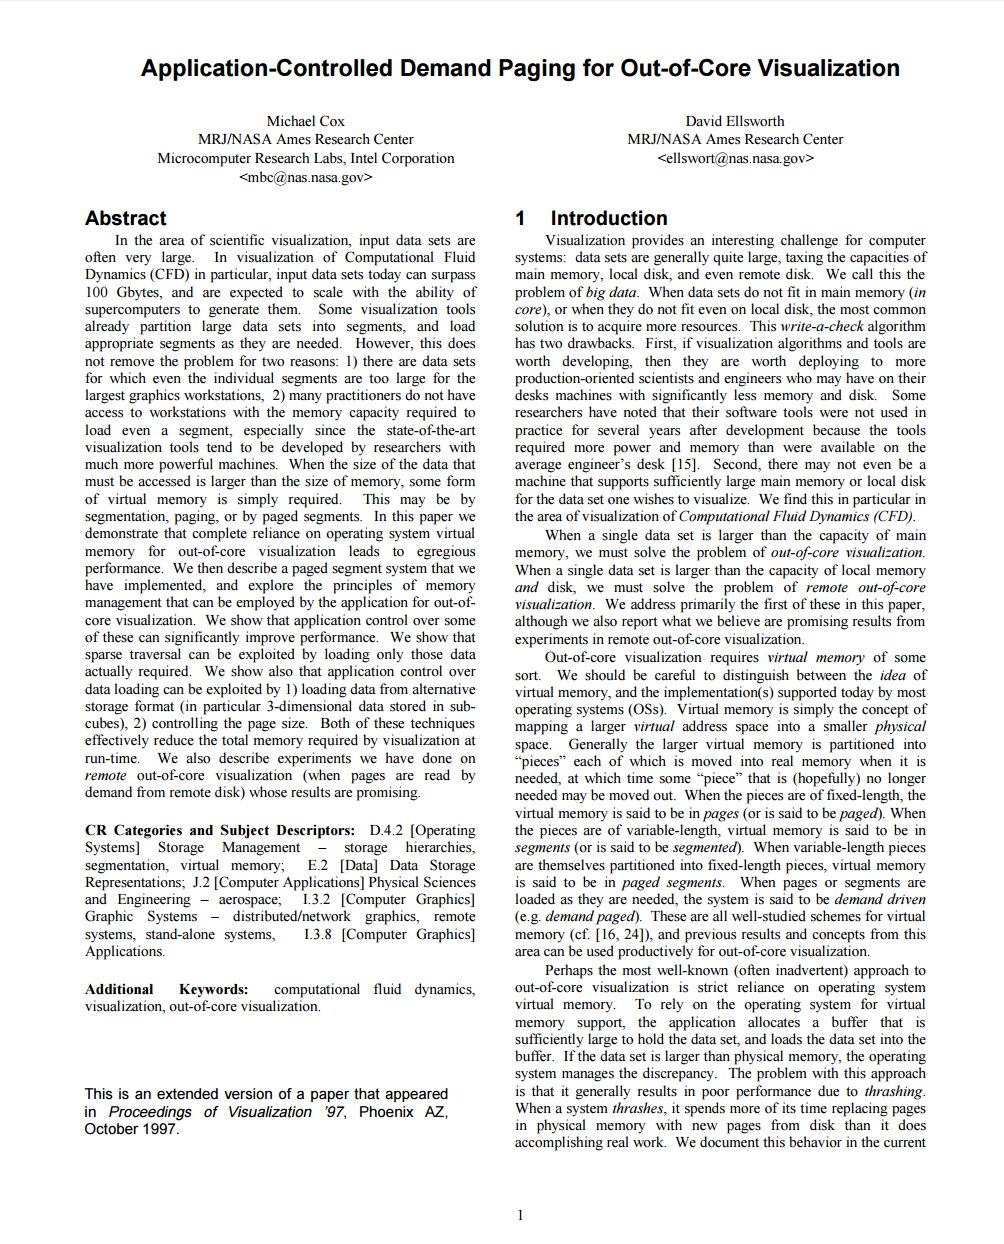 Application-Controlled Demand Paging for Out-of-Core Visualization
Michael Cox
MRJ/NASA Ames Research Center
Microcomputer Research Labs, Intel Corporation
<mbc@nas.nasa.gov>
David Ellsworth
MRJ/NASA Ames Research Center
<ellswort@nas.nasa.gov>
Abstract
In the area of scientific visualization, input data sets are
often very large. In visualization of Computational Fluid
Dynamics (CFD) in particular, input data sets today can surpass
100 Gbytes, and are expected to scale with the ability of
supercomputers to generate them. Some visualization tools
already partition large data sets into segments, and load
appropriate segments as they are needed. However, this does
not remove the problem for two reasons: 1) there are data sets
for which even the individual segments are too large for the
largest graphics workstations, 2) many practitioners do not have
access to workstations with the memory capacity required to
load even a segment, especially since the state-of-the-art
visualization tools tend to be developed by researchers with
much more powerful machines. When the size of the data that
must be accessed is larger than the size of memory, some form
of virtual memory is simply required. This may be by
segmentation, paging, or by paged segments. In this paper we
demonstrate that complete reliance on operating system virtual
memory for out-of-core visualization leads to egregious
performance. We then describe a paged segment system that we
have implemented, and explore the principles of memory
management that can be employed by the application for out-of-
core visualization. We show that application control over some
of these can significantly improve performance. We show that
sparse traversal can be exploited by loading only those data
actually required. We show also that application control over
data loading can be exploited by 1) loading data from alternative
storage format (in particular 3-dimensional data stored in sub-
cubes), 2) controlling the page size. Both of these techniques
effectively reduce the total memory required by visualization at
run-time. We also describe experiments we have done on
remote out-of-core visualization (when pages are read by
demand from remote disk) whose results are promising.
CR Categories and Subject Descriptors: D.4.2 [Operating
Systems] Storage Management – storage hierarchies,
segmentation, virtual memory; E.2 [Data] Data Storage
Representations; J.2 [Computer Applications] Physical Sciences
and Engineering – aerospace; I.3.2 [Computer Graphics]
Graphic Systems – distributed/network graphics, remote
systems, stand-alone systems, I.3.8 [Computer Graphics]
Applications.
Additional Keywords: computational fluid dynamics,
visualization, out-of-core visualization.
This is an extended version of a paper that appeared
in Proceedings of Visualization '97, Phoenix AZ,
October 1997.
1 Introduction
Visualization provides an interesting challenge for computer
systems: data sets are generally quite large, taxing the capacities of
main memory, local disk, and even remote disk. We call this the
problem of big data. When data sets do not fit in main memory (in
core), or when they do not fit even on local disk, the most common
solution is to acquire more resources. This write-a-check algorithm
has two drawbacks. First, if visualization algorithms and tools are
worth developing, then they are worth deploying to more
production-oriented scientists and engineers who may have on their
desks machines with significantly less memory and disk. Some
researchers have noted that their software tools were not used in
practice for several years after development because the tools
required more power and memory than were available on the
average engineer's desk [15]. Second, there may not even be a
machine that supports sufficiently large main memory or local disk
for the data set one wishes to visualize. We find this in particular in
the area of visualization of Computational Fluid Dynamics (CFD).
When a single data set is larger than the capacity of main
memory, we must solve the problem of out-of-core visualization.
When a single data set is larger than the capacity of local memory
and disk, we must solve the problem of remote out-of-core
visualization. We address primarily the first of these in this paper,
although we also report what we believe are promising results from
experiments in remote out-of-core visualization.
Out-of-core visualization requires virtual memory of some
sort. We should be careful to distinguish between the idea of
virtual memory, and the implementation(s) supported today by most
operating systems (OSs). Virtual memory is simply the concept of
mapping a larger virtual address space into a smaller physical
space. Generally the larger virtual memory is partitioned into
“pieces” each of which is moved into real memory when it is
needed, at which time some “piece” that is (hopefully) no longer
needed may be moved out. When the pieces are of fixed-length, the
virtual memory is said to be in pages (or is said to be paged). When
the pieces are of variable-length, virtual memory is said to be in
segments (or is said to be segmented). When variable-length pieces
are themselves partitioned into fixed-length pieces, virtual memory
is said to be in paged segments. When pages or segments are
loaded as they are needed, the system is said to be demand driven
(e.g. demand paged). These are all well-studied schemes for virtual
memory (cf. [16, 24]), and previous results and concepts from this
area can be used productively for out-of-core visualization.
Perhaps the most well-known (often inadvertent) approach to
out-of-core visualization is strict reliance on operating system
virtual memory. To rely on the operating system for virtual
memory support, the application allocates a buffer that is
sufficiently large to hold the data set, and loads the data set into the
buffer. If the data set is larger than physical memory, the operating
system manages the discrepancy. The problem with this approach
is that it generally results in poor performance due to thrashing.
When a system thrashes, it spends more of its time replacing pages
in physical memory with new pages from disk than it does
accomplishing real work. We document this behavior in the current
1